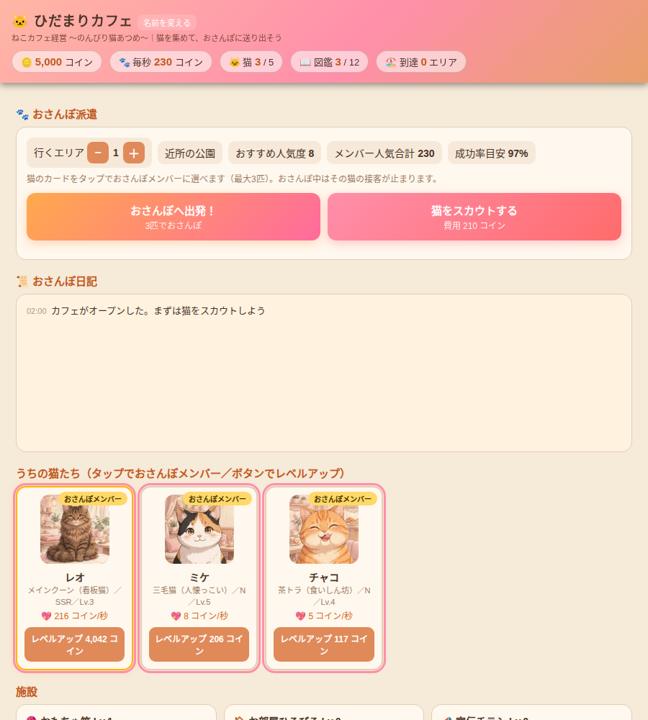 🐱 ひだまりカフェ 名前を変える
ねこカフェ経営 〜のんびり猫あつめ〜｜猫を集めて、おさんぽに送り出そう
🪙 5,000 コイン 🐾 毎秒 230 コイン 🐱 猫 3 / 5 📖 図鑑 3 / 12 🏖️ 到達 0 エリア
🐾 おさんぽ派遣
行くエリア － 1 ＋ 近所の公園 おすすめ人気度 8 メンバー人気合計 230 成功率目安 97%
猫のカードをタップでおさんぽメンバーに選べます（最大3匹）。おさんぽ中はその猫の接客が止まります。
おさんぽへ出発！
3匹でおさんぽ
猫をスカウトする
費用 210 コイン
📜 おさんぽ日記
02:00 カフェがオープンした。まずは猫をスカウトしよう
うちの猫たち（タップでおさんぽメンバー／ボタンでレベルアップ）
おさんぽメンバー
レオ
メインクーン（看板猫）／
SSR／Lv.3
💖 216 コイン/秒
レベルアップ 4,042 コイ
ン
おさんぽメンバー
ミケ
三毛猫（人懐っこい）／N
／Lv.5
💖 8 コイン/秒
レベルアップ 206 コイ
ン
おさんぽメンバー
チャコ
茶トラ（食いしん坊）／N
／Lv.4
💖 5 コイン/秒
レベルアップ 117 コイ
ン
施設